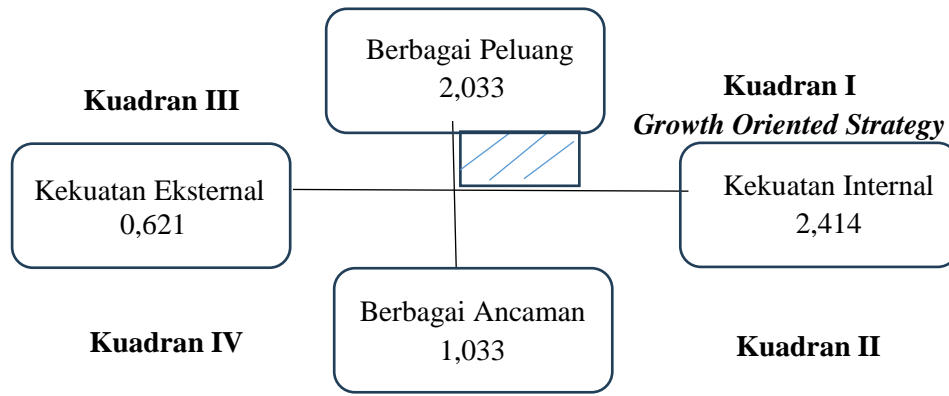 Berbagai Peluang
2,033
Kuadran III
Kuadran I
Growth Oriented Strategy
Kekuatan Eksternal
0,621
Kekuatan Internal
2,414
Berbagai Ancaman
1,033
Kuadran IV
Kuadran II